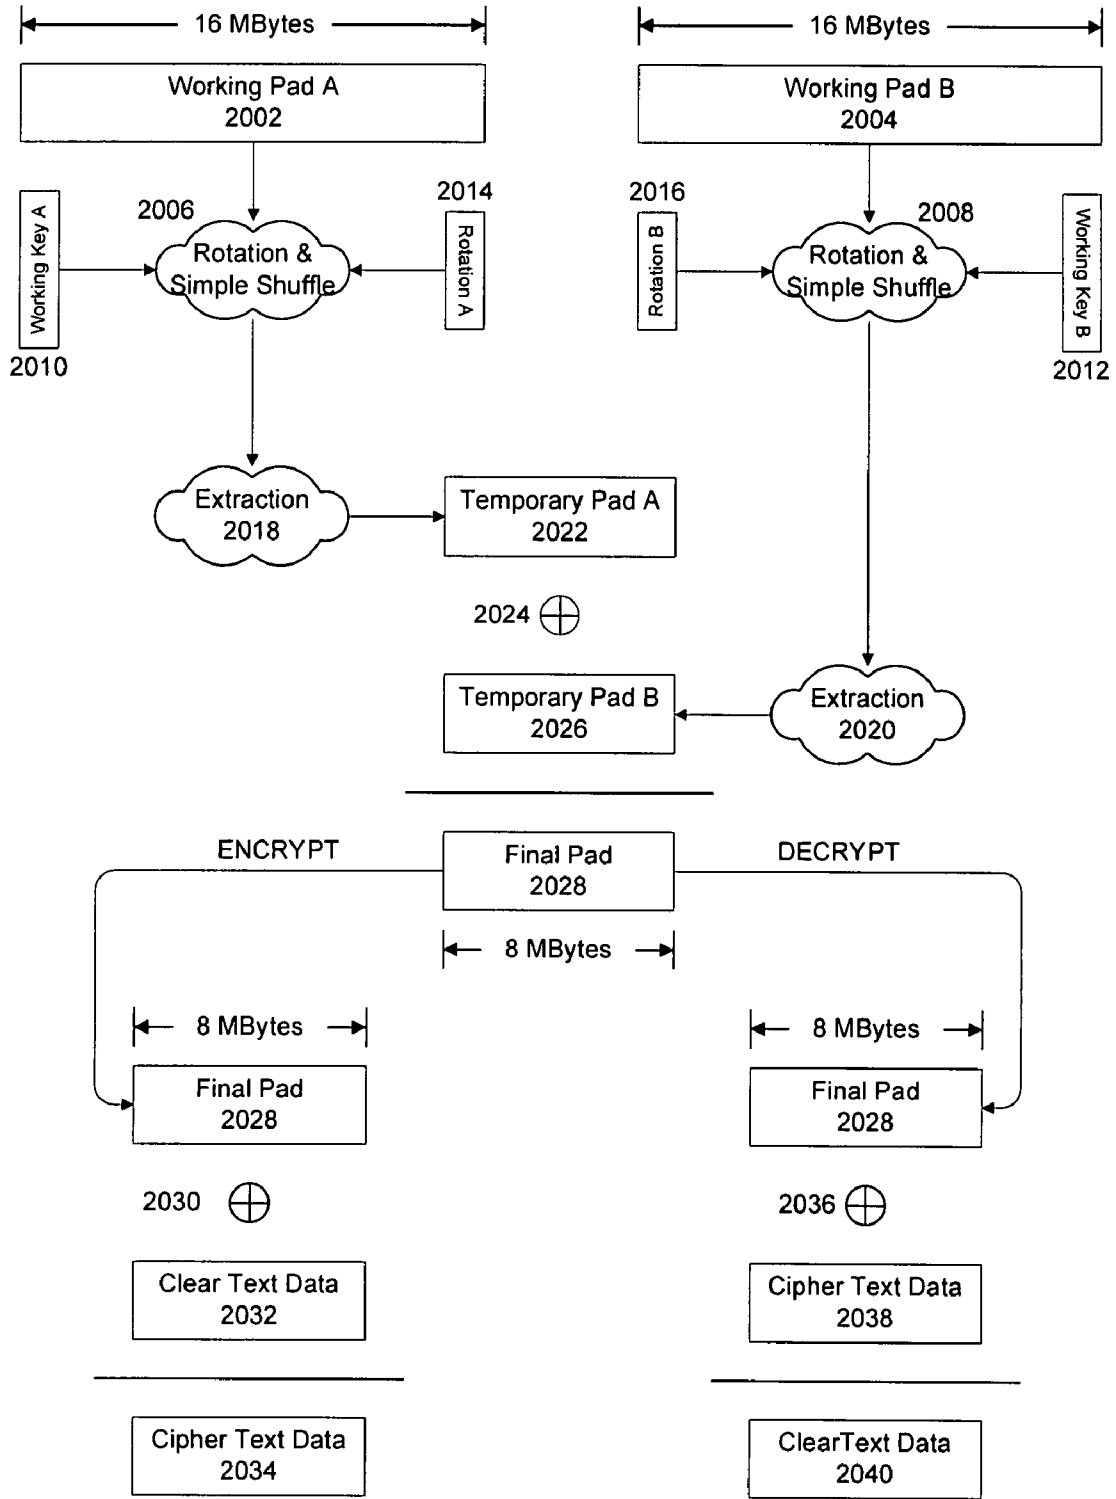 16 MBytes
16 MBytes
Working Pad A
2002
Working Pad B
2004
Working Key A
2010
2006
Rotation &
Simple Shuffle
2014
Rotation A
2016
Rotation B
2008
Rotation &
Simple Shuffle
Working Key B
2012
Extraction
2018
Temporary Pad A
2022
2024
Temporary Pad B
2026
Extraction
2020
ENCRYPT
Final Pad
2028
DECRYPT
8 MBytes
8 MBytes
8 MBytes
Final Pad
2028
Final Pad
2028
2030
2036
Clear Text Data
2032
Cipher Text Data
2038
Cipher Text Data
2034
ClearText Data
2040